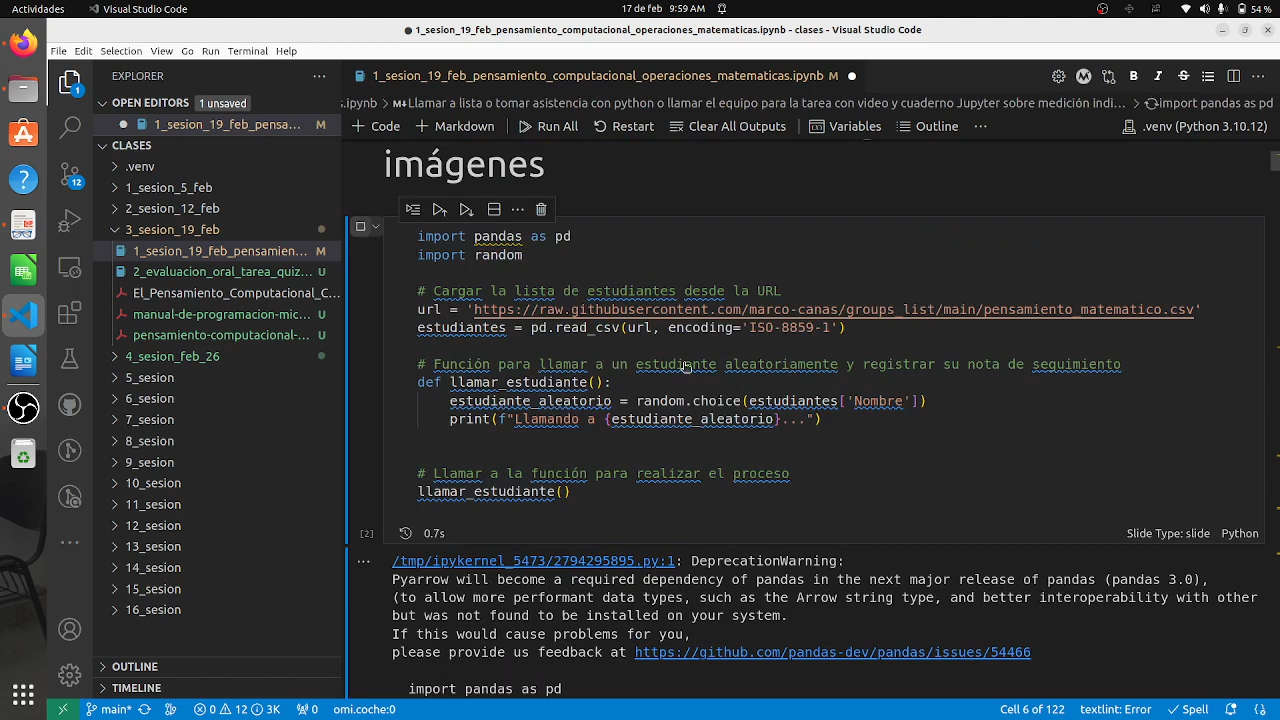 Actividades
Visual Studio Code
17 de feb 9:59 AM
54 %
1_sesion_19_feb_pensamiento_computacional_operaciones_matematicas.ipynb - clases - Visual Studio Code
File Edit Selection View Go Run Terminal Help
EXPLORER
1_sesion_19_feb_pensamiento_computacional_operaciones_matematicas.ipynb M
OPEN EDITORS 1 unsaved
s.ipynb > Llamar a lista o tomar asistencia con python o llamar el equipo para la tarea con video y cuaderno Jupyter sobre medición indi... > import pandas as pd
1_sesion_19_feb_pensa... M
+ Code + Markdown Run All Restart Clear All Outputs Variables Outline ... .venv (Python 3.10.12)
CLASES
.venv
1_sesion_5_feb
2_sesion_12_feb
3_sesion_19_feb
1_sesion_19_feb_pensamien... M
2_evaluacion_oral_tarea_quiz... U
El_Pensamiento_Computacional_C...
manual-de-programacion-mic... U
pensamiento-computacional-... U
4_sesion_feb_26
5_sesion
6_sesion
7_sesion
8_sesion
9_sesion
10_sesion
11_sesion
12_sesion
13_sesion
14_sesion
15_sesion
16_sesion
OUTLINE
TIMELINE
1
12
imágenes
import pandas as pd
import random
# Cargar la lista de estudiantes desde la URL
url = 'https://raw.githubusercontent.com/marco-canas/groups_list/main/pensamiento_matematico.csv'
estudiantes = pd.read_csv(url, encoding='ISO-8859-1')
# Función para llamar a un estudiante aleatoriamente y registrar su nota de seguimiento
def llamar_estudiante():
estudiante_aleatorio = random.choice(estudiantes['Nombre'])
print(f"Llamando a {estudiante_aleatorio}...")
# Llamar a la función para realizar el proceso
llamar_estudiante()
[2] 0.7s Slide Type: slide Python
/tmp/ipykernel_5473/2794295895.py:1: DeprecationWarning:
Pyarrow will become a required dependency of pandas in the next major release of pandas (pandas 3.0),
(to allow more performant data types, such as the Arrow string type, and better interoperability with other
but was not found to be installed on your system.
If this would cause problems for you,
please provide us feedback at https://github.com/pandas-dev/pandas/issues/54466
import pandas as pd
main* 0 12 3K 0 omi.coche:0 Cell 6 of 122 textlint: Error Spell